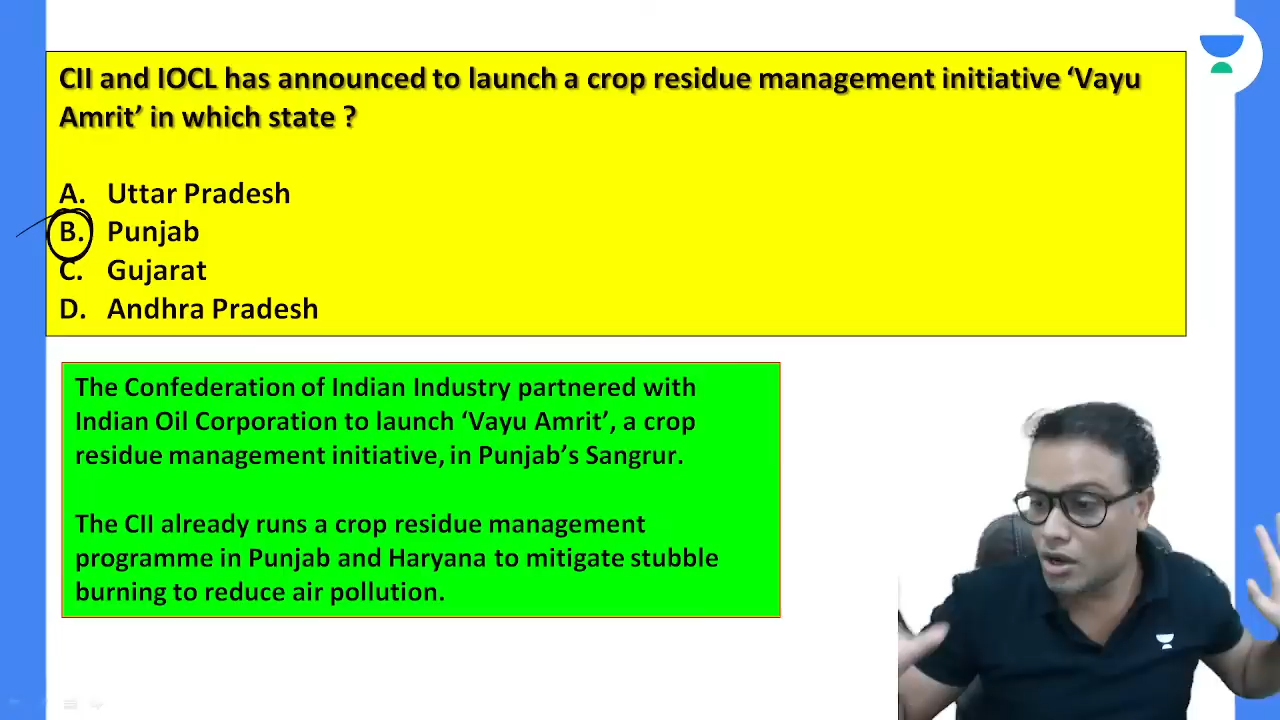 CII and IOCL has announced to launch a crop residue management initiative ‘Vayu
Amrit’ in which state ?
A. Uttar Pradesh
B. Punjab
C. Gujarat
D. Andhra Pradesh
The Confederation of Indian Industry partnered with
Indian Oil Corporation to launch ‘Vayu Amrit’, a crop
residue management initiative, in Punjab’s Sangrur.
The CII already runs a crop residue management
programme in Punjab and Haryana to mitigate stubble
burning to reduce air pollution.